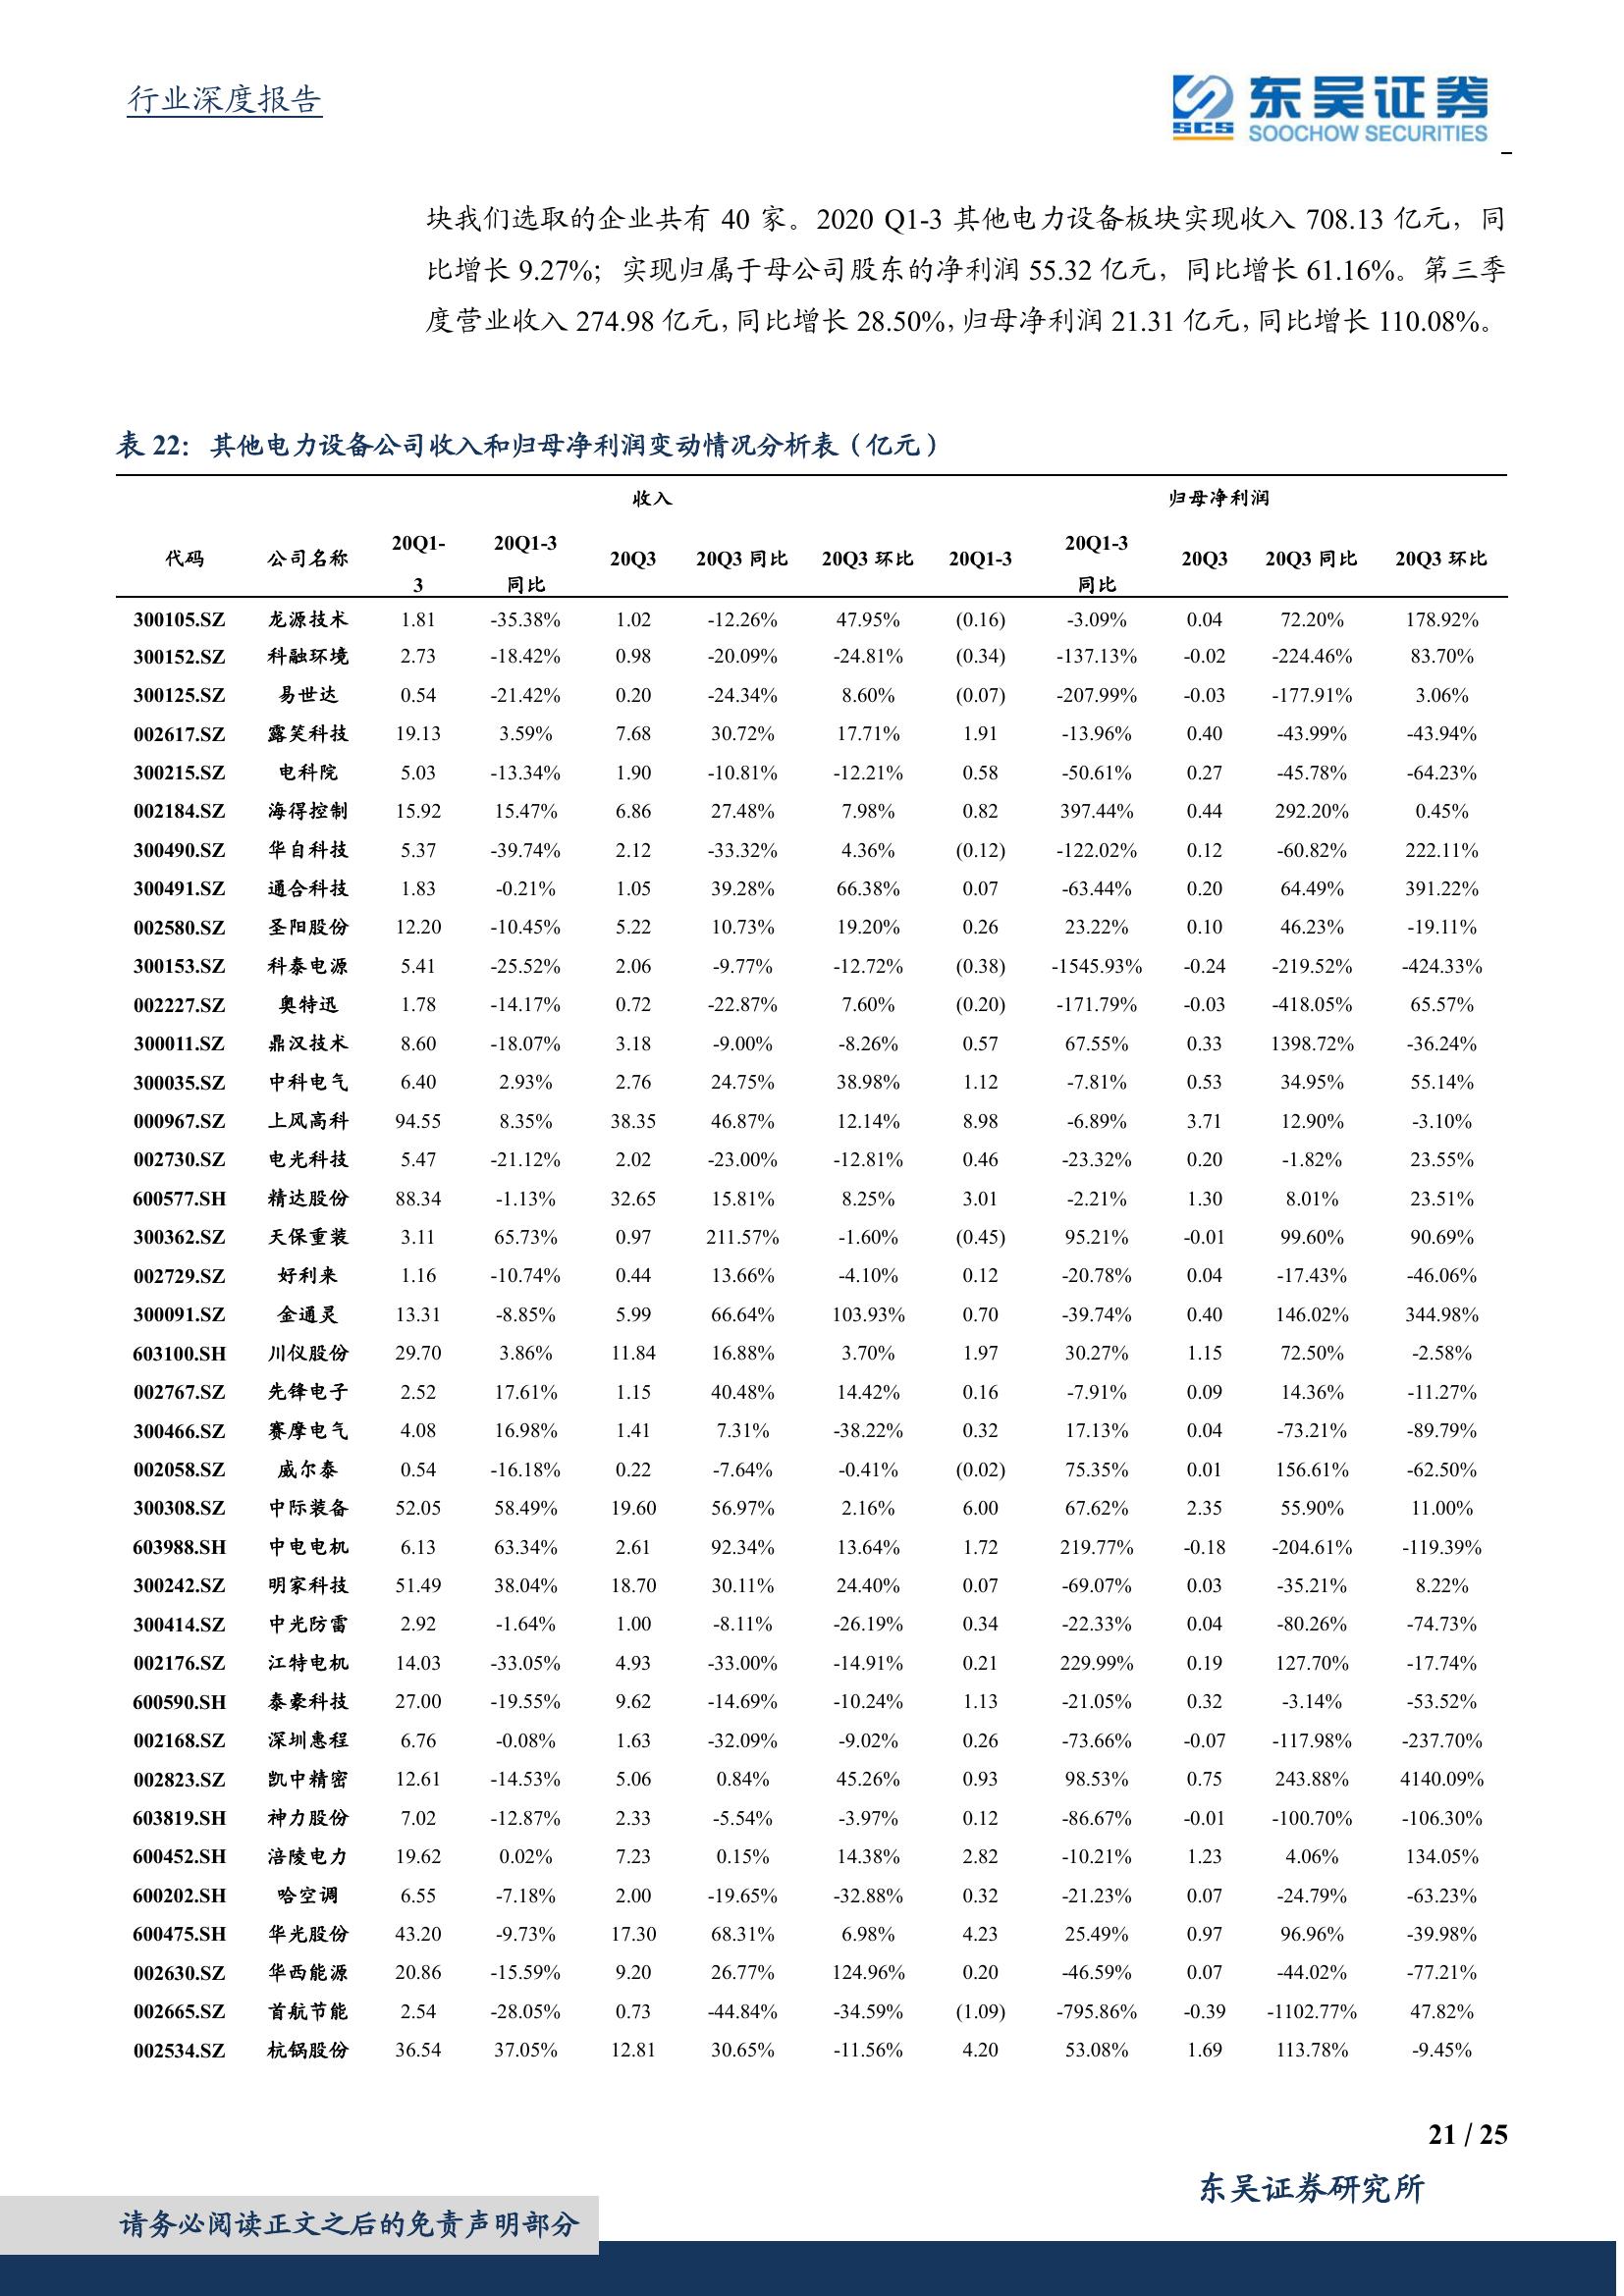 行业深度报告
SCS 东吴证券
SOOCHOW SECURITIES
块我们选取的企业共有 40 家。2020 Q1-3 其他电力设备板块实现收入 708.13 亿元，同
比增长 9.27%；实现归属于母公司股东的净利润 55.32 亿元，同比增长 61.16%。第三季
度营业收入 274.98 亿元，同比增长 28.50%，归母净利润 21.31 亿元，同比增长 110.08%。
表 22：其他电力设备公司收入和归母净利润变动情况分析表（亿元）
收入 归母净利润
代码 公司名称 20Q1-3 20Q1-3 同比 20Q3 20Q3 同比 20Q3 环比 20Q1-3 20Q1-3 同比 20Q3 20Q3 同比 20Q3 环比
300105.SZ 龙源技术 1.81 -35.38% 1.02 -12.26% 47.95% (0.16) -3.09% 0.04 72.20% 178.92%
300152.SZ 科融环境 2.73 -18.42% 0.98 -20.09% -24.81% (0.34) -137.13% -0.02 -224.46% 83.70%
300125.SZ 易世达 0.54 -21.42% 0.20 -24.34% 8.60% (0.07) -207.99% -0.03 -177.91% 3.06%
002617.SZ 露笑科技 19.13 3.59% 7.68 30.72% 17.71% 1.91 -13.96% 0.40 -43.99% -43.94%
300215.SZ 电科院 5.03 -13.34% 1.90 -10.81% -12.21% 0.58 -50.61% 0.27 -45.78% -64.23%
002184.SZ 海得控制 15.92 15.47% 6.86 27.48% 7.98% 0.82 397.44% 0.44 292.20% 0.45%
300490.SZ 华自科技 5.37 -39.74% 2.12 -33.32% 4.36% (0.12) -122.02% 0.12 -60.82% 222.11%
300491.SZ 通合科技 1.83 -0.21% 1.05 39.28% 66.38% 0.07 -63.44% 0.20 64.49% 391.22%
002580.SZ 圣阳股份 12.20 -10.45% 5.22 10.73% 19.20% 0.26 23.22% 0.10 46.23% -19.11%
300153.SZ 科泰电源 5.41 -25.52% 2.06 -9.77% -12.72% (0.38) -1545.93% -0.24 -219.52% -424.33%
002227.SZ 奥特迅 1.78 -14.17% 0.72 -22.87% 7.60% (0.20) -171.79% -0.03 -418.05% 65.57%
300011.SZ 鼎汉技术 8.60 -18.07% 3.18 -9.00% -8.26% 0.57 67.55% 0.33 1398.72% -36.24%
300035.SZ 中科电气 6.40 2.93% 2.76 24.75% 38.98% 1.12 -7.81% 0.53 34.95% 55.14%
000967.SZ 上风高科 94.55 8.35% 38.35 46.87% 12.14% 8.98 -6.89% 3.71 12.90% -3.10%
002730.SZ 电光科技 5.47 -21.12% 2.02 -23.00% -12.81% 0.46 -23.32% 0.20 -1.82% 23.55%
600577.SH 精达股份 88.34 -1.13% 32.65 15.81% 8.25% 3.01 -2.21% 1.30 8.01% 23.51%
300362.SZ 天保重装 3.11 65.73% 0.97 211.57% -1.60% (0.45) 95.21% -0.01 99.60% 90.69%
002729.SZ 好利来 1.16 -10.74% 0.44 13.66% -4.10% 0.12 -20.78% 0.04 -17.43% -46.06%
300091.SZ 金通灵 13.31 -8.85% 5.99 66.64% 103.93% 0.70 -39.74% 0.40 146.02% 344.98%
603100.SH 川仪股份 29.70 3.86% 11.84 16.88% 3.70% 1.97 30.27% 1.15 72.50% -2.58%
002767.SZ 先锋电子 2.52 17.61% 1.15 40.48% 14.42% 0.16 -7.91% 0.09 14.36% -11.27%
300466.SZ 赛摩电气 4.08 16.98% 1.41 7.31% -38.22% 0.32 17.13% 0.04 -73.21% -89.79%
002058.SZ 威尔泰 0.54 -16.18% 0.22 -7.64% -0.41% (0.02) 75.35% 0.01 156.61% -62.50%
300308.SZ 中际装备 52.05 58.49% 19.60 56.97% 2.16% 6.00 67.62% 2.35 55.90% 11.00%
603988.SH 中电电机 6.13 63.34% 2.61 92.34% 13.64% 1.72 219.77% -0.18 -204.61% -119.39%
300242.SZ 明家科技 51.49 38.04% 18.70 30.11% 24.40% 0.07 -69.07% 0.03 -35.21% 8.22%
300414.SZ 中光防雷 2.92 -1.64% 1.00 -8.11% -26.19% 0.34 -22.33% 0.04 -80.26% -74.73%
002176.SZ 江特电机 14.03 -33.05% 4.93 -33.00% -14.91% 0.21 229.99% 0.19 127.70% -17.74%
600590.SH 泰豪科技 27.00 -19.55% 9.62 -14.69% -10.24% 1.13 -21.05% 0.32 -3.14% -53.52%
002168.SZ 深圳惠程 6.76 -0.08% 1.63 -32.09% -9.02% 0.26 -73.66% -0.07 -117.98% -237.70%
002823.SZ 凯中精密 12.61 -14.53% 5.06 0.84% 45.26% 0.93 98.53% 0.75 243.88% 4140.09%
603819.SH 神力股份 7.02 -12.87% 2.33 -5.54% -3.97% 0.12 -86.67% -0.01 -100.70% -106.30%
600452.SH 涪陵电力 19.62 0.02% 7.23 0.15% 14.38% 2.82 -10.21% 1.23 4.06% 134.05%
600202.SH 哈空调 6.55 -7.18% 2.00 -19.65% -32.88% 0.32 -21.23% 0.07 -24.79% -63.23%
600475.SH 华光股份 43.20 -9.73% 17.30 68.31% 6.98% 4.23 25.49% 0.97 96.96% -39.98%
002630.SZ 华西能源 20.86 -15.59% 9.20 26.77% 124.96% 0.20 -46.59% 0.07 -44.02% -77.21%
002665.SZ 首航节能 2.54 -28.05% 0.73 -44.84% -34.59% (1.09) -795.86% -0.39 -1102.77% 47.82%
002534.SZ 杭锅股份 36.54 37.05% 12.81 30.65% -11.56% 4.20 53.08% 1.69 113.78% -9.45%
21 / 25
东吴证券研究所
请务必阅读正文之后的免责声明部分